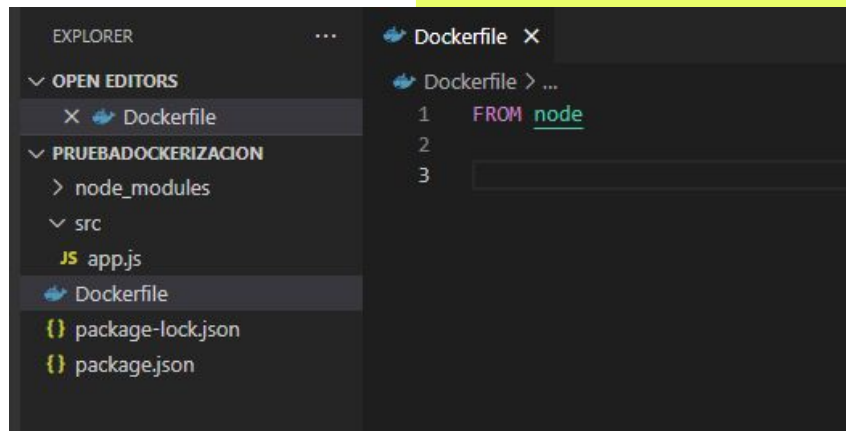 EXPLORER ...
OPEN EDITORS
Dockerfile
PRUEBADOCKERIZACION
node_modules
src
JS app.js
Dockerfile
{} package-lock.json
{} package.json
Dockerfile
Dockerfile > ...
1 FROM node
2
3